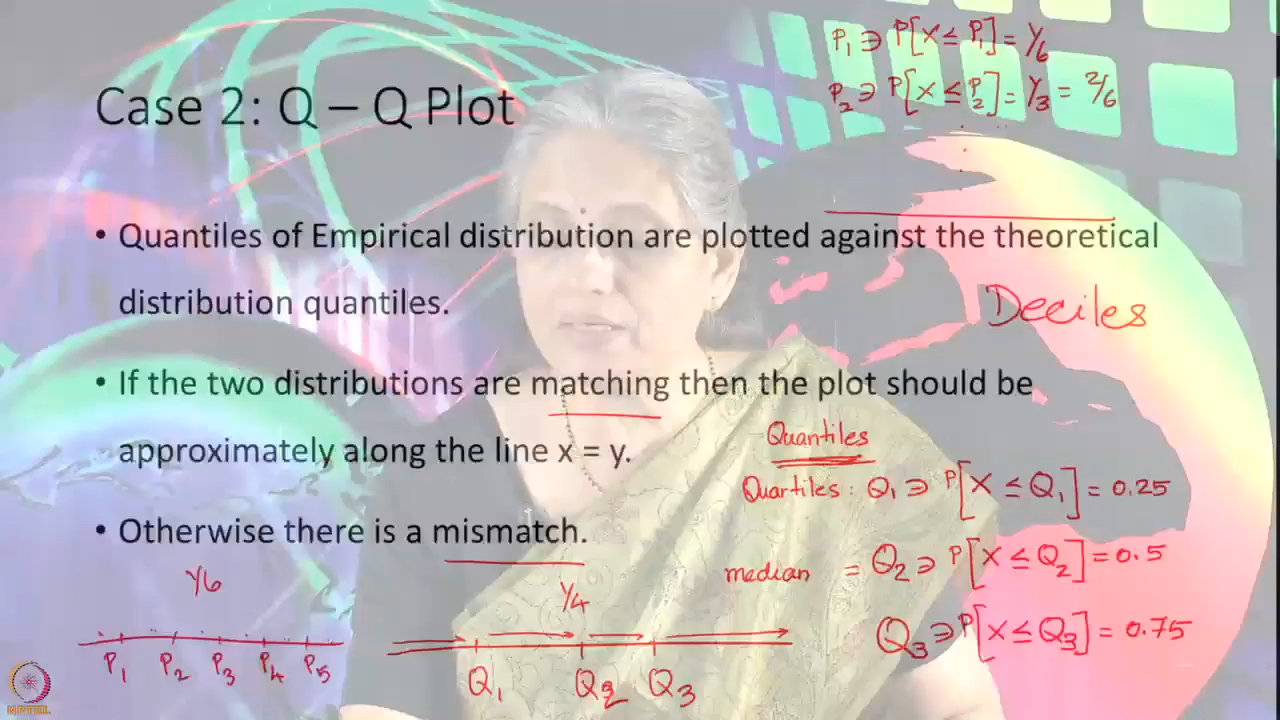 P₁ ∋ P[X ≤ P₁] = 1/6
P₂ ∋ P[X ≤ P₂] = 1/3 = 2/6
Case 2: Q – Q Plot
• Quantiles of Empirical distribution are plotted against the theoretical
distribution quantiles.
Deciles
• If the two distributions are matching then the plot should be
approximately along the line x = y.
Quantiles
Quartiles: Q₁ ∋ P[X ≤ Q₁] = 0.25
• Otherwise there is a mismatch.
median = Q₂ ∋ P[X ≤ Q₂] = 0.5
1/6
1/4
Q₃ ∋ P[X ≤ Q₃] = 0.75
P₁ P₂ P₃ P₄ P₅
Q₁ Q₂ Q₃
NPTEL